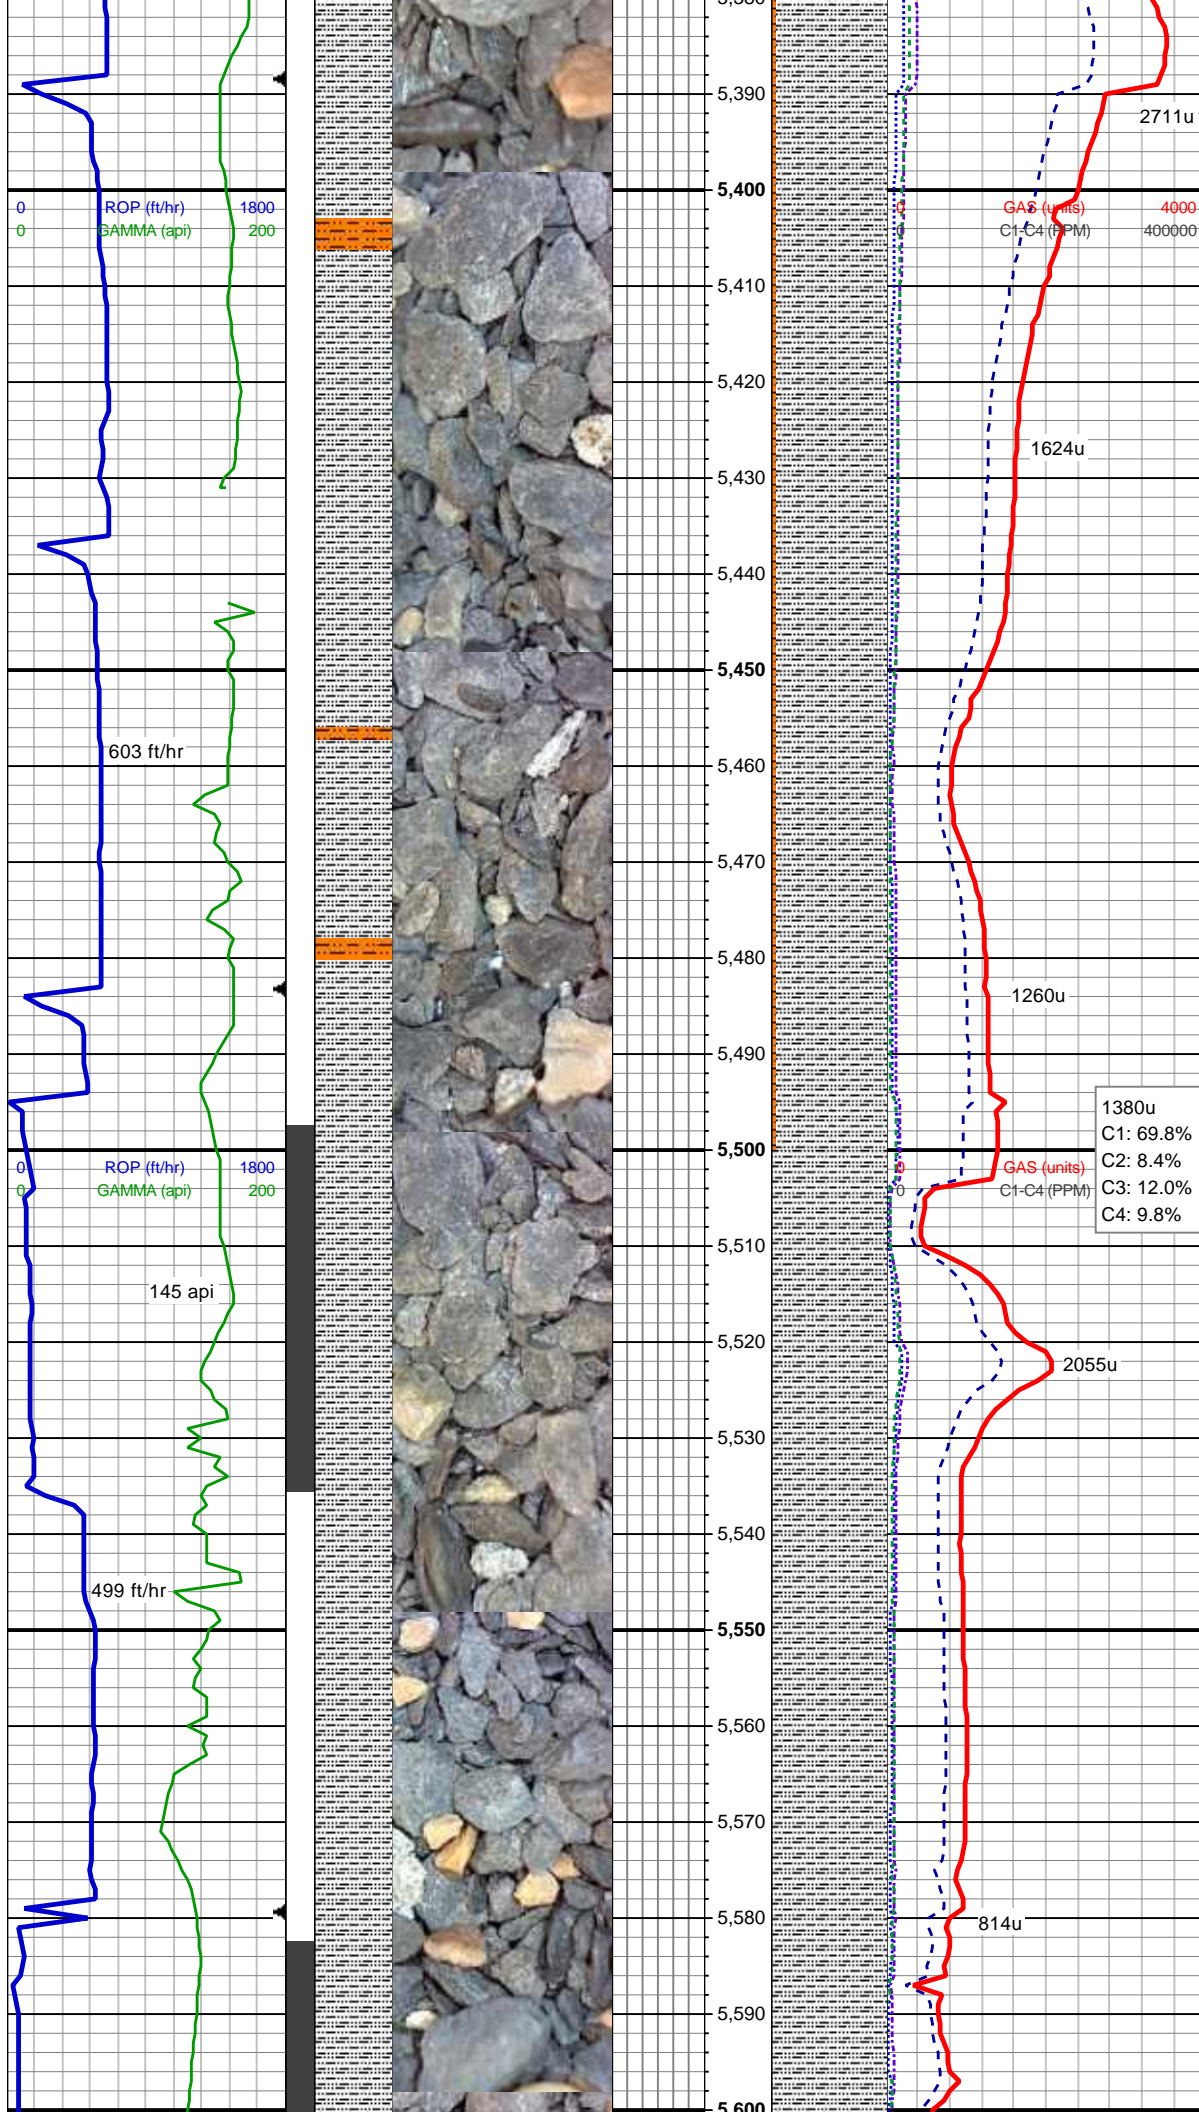 5,380
5,390
2711u
5,400
0 ROP (ft/hr) 1800
0 GAMMA (api) 200
0 GAS (units) 4000
0 C1-C4 (PPM) 400000
5,410
5,420
1624u
5,430
5,440
5,450
603 ft/hr
5,460
5,470
5,480
1260u
5,490
1380u
C1: 69.8%
C2: 8.4%
C3: 12.0%
C4: 9.8%
5,500
0 ROP (ft/hr) 1800
0 GAMMA (api) 200
0 GAS (units)
0 C1-C4 (PPM)
5,510
145 api
5,520
2055u
5,530
5,540
499 ft/hr
5,550
5,560
5,570
5,580
814u
5,590
5,600